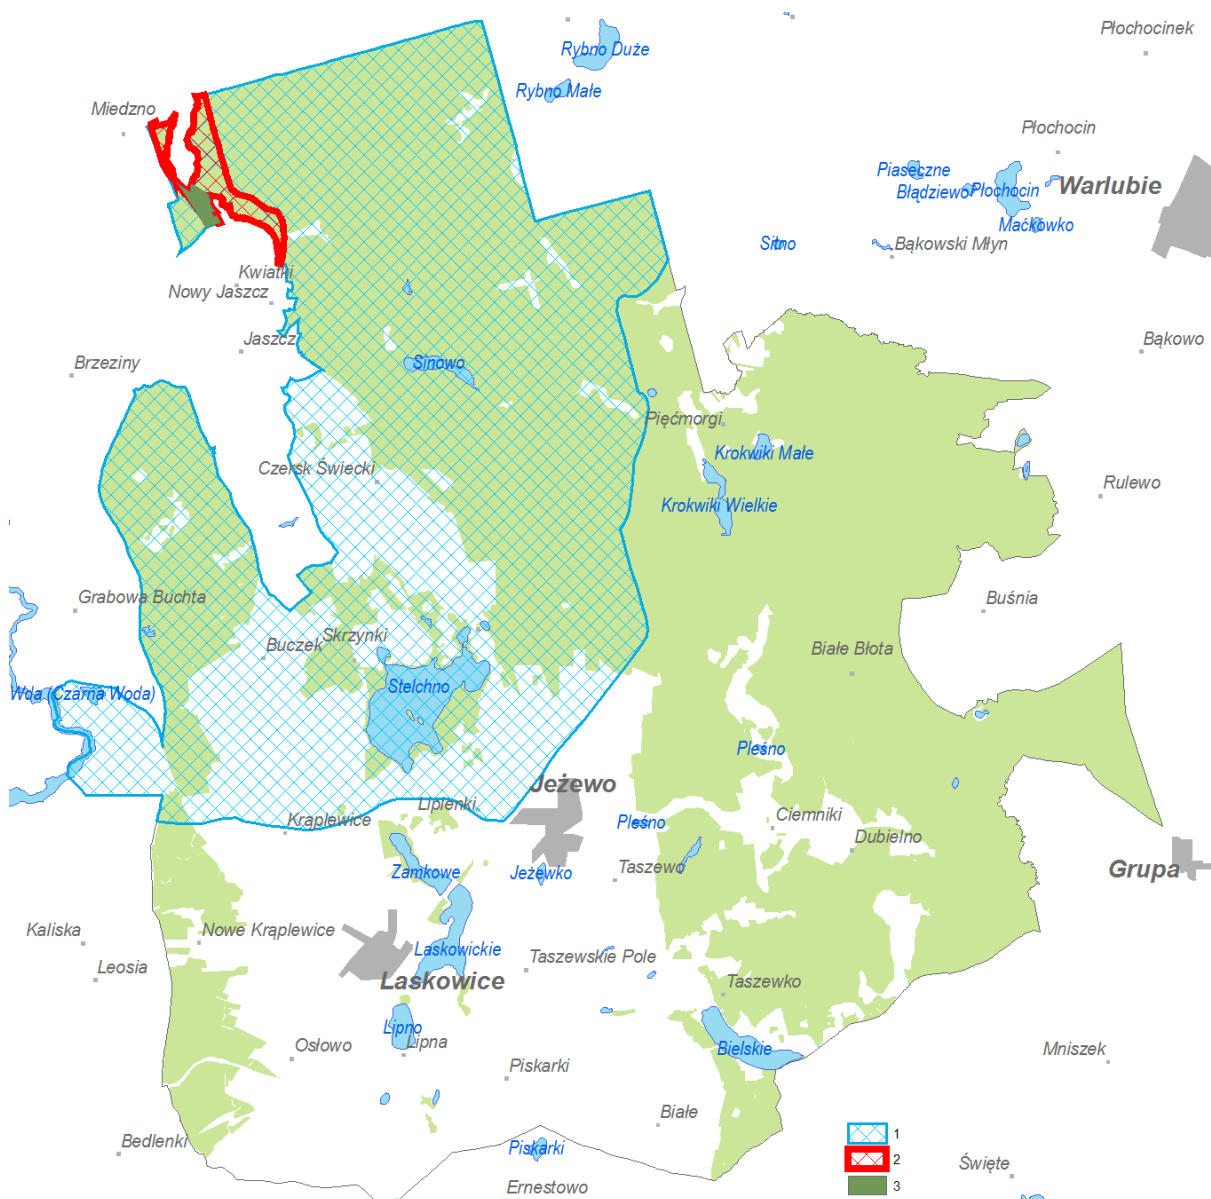 Płochocinek
Rybno Duże
Rybno Małe
Miedzno
Płochocin
Piaseczne
Błądziewo
Płochocin
Warlubie
Maćkówko
Sitno
Bąkowski Młyn
Kwiatki
Nowy Jaszcz
Jaszcz
Bąkowo
Brzeziny
Sinowo
Pięćmorgi
Krokwiki Małe
Czersk Świecki
Rulewo
Krokwiki Wielkie
Grabowa Buchta
Buśnia
Skrzynki
Buczek
Białe Błota
Stelchno
Wda (Czarna Woda)
Pleśno
Jeżewo
Lipienki
Krąplewice
Pleśno
Ciemniki
Dubielno
Zamkowe
Jeżewko
Taszewo
Grupa
Kaliska
Nowe Krąplewice
Laskowickie
Taszewskie Pole
Leosia
Laskowice
Taszewko
Lipno
Lipna
Osłowo
Bielskie
Mniszek
Piskarki
Białe
Bedlenki
Piskarki
1
2
3
Święte
Ernestowo